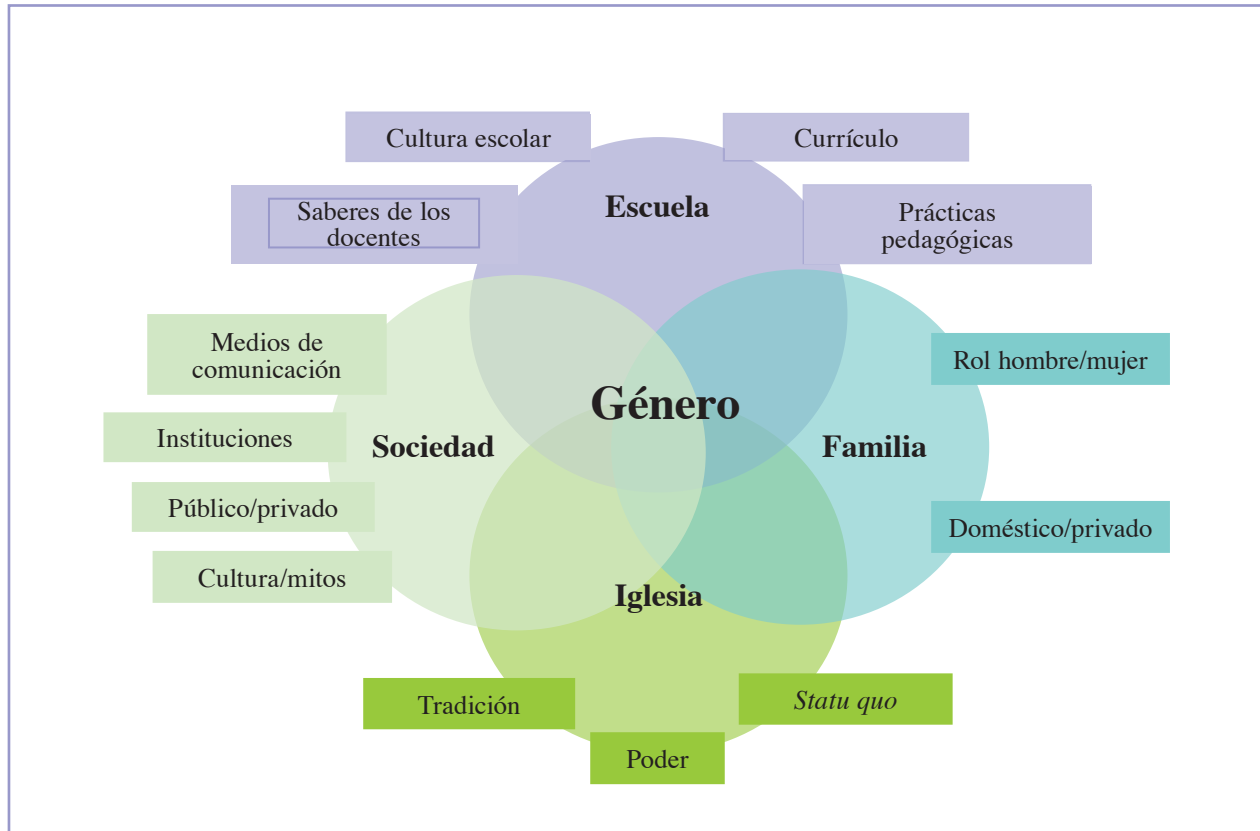 Cultura escolar
Currículo
Escuela
Saberes de los
docentes
Prácticas
pedagógicas
Medios de
comunicación
Rol hombre/mujer
Género
Instituciones
Sociedad
Familia
Público/privado
Doméstico/privado
Cultura/mitos
Iglesia
Tradición
Statu quo
Poder